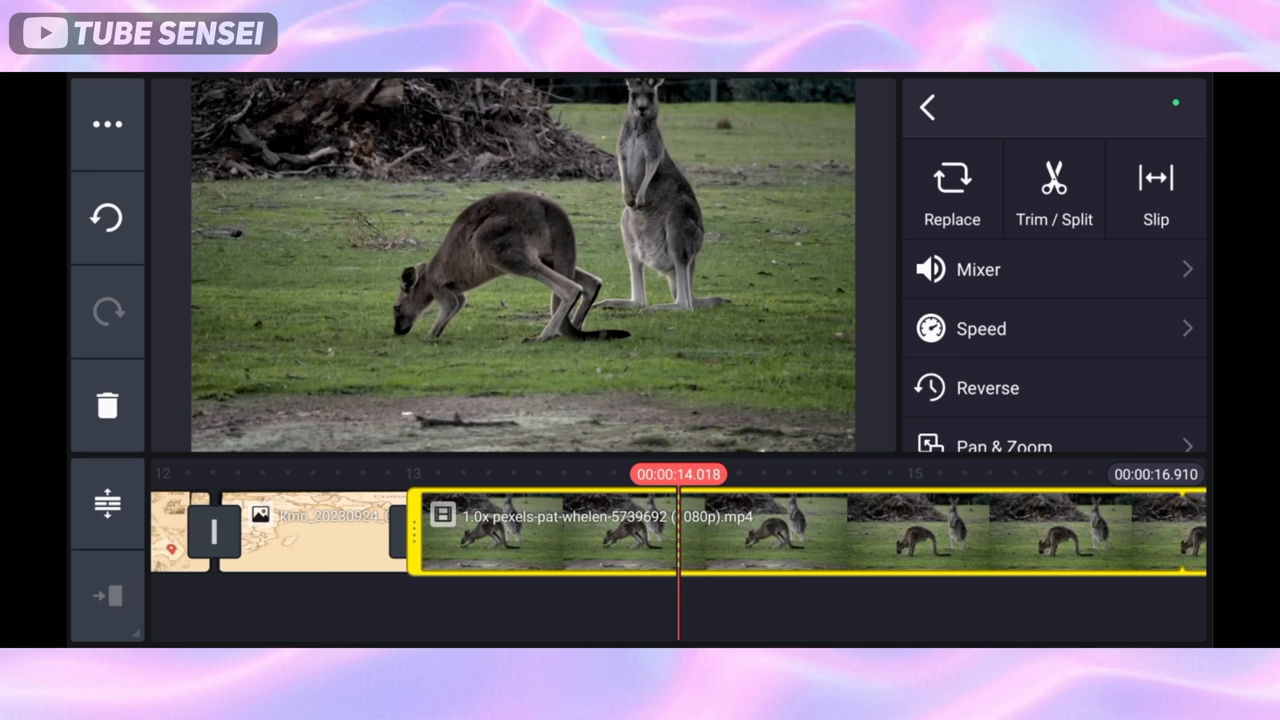 TUBE SENSEI
Replace
Trim / Split
Slip
Mixer
Speed
Reverse
Pan & Zoom
12
13
00:00:14.018
15
00:00:16.910
kmc_20230924_
1.0x pexels-pat-whelen-5739692 (1080p).mp4